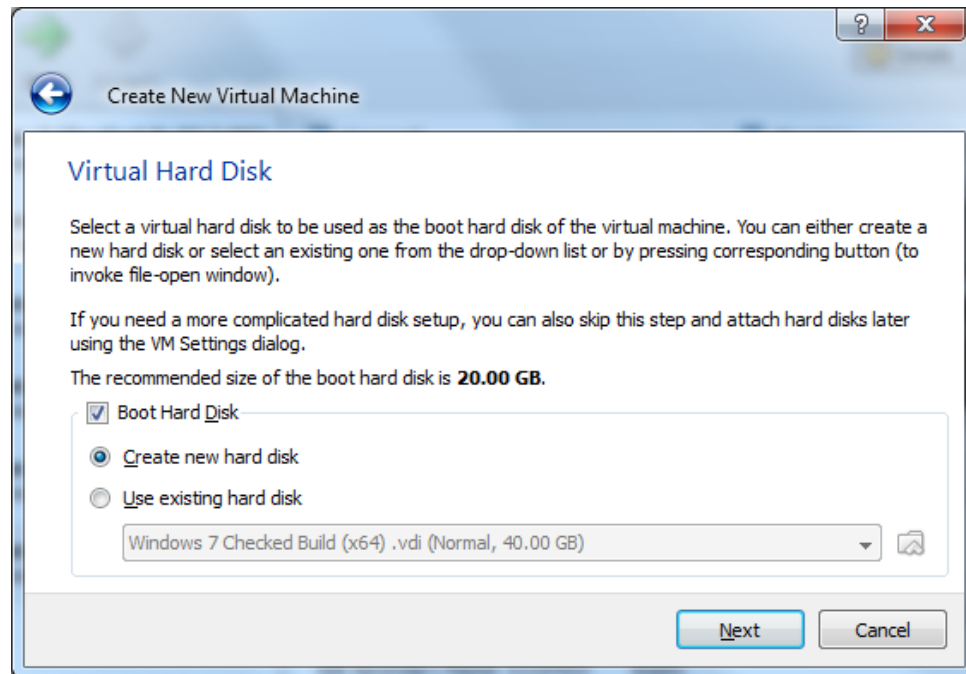 ?
Create New Virtual Machine
Virtual Hard Disk
Select a virtual hard disk to be used as the boot hard disk of the virtual machine. You can either create a
new hard disk or select an existing one from the drop-down list or by pressing corresponding button (to
invoke file-open window).
If you need a more complicated hard disk setup, you can also skip this step and attach hard disks later
using the VM Settings dialog.
The recommended size of the boot hard disk is 20.00 GB.
Boot Hard Disk
Create new hard disk
Use existing hard disk
Windows 7 Checked Build (x64) .vdi (Normal, 40.00 GB)
Next Cancel